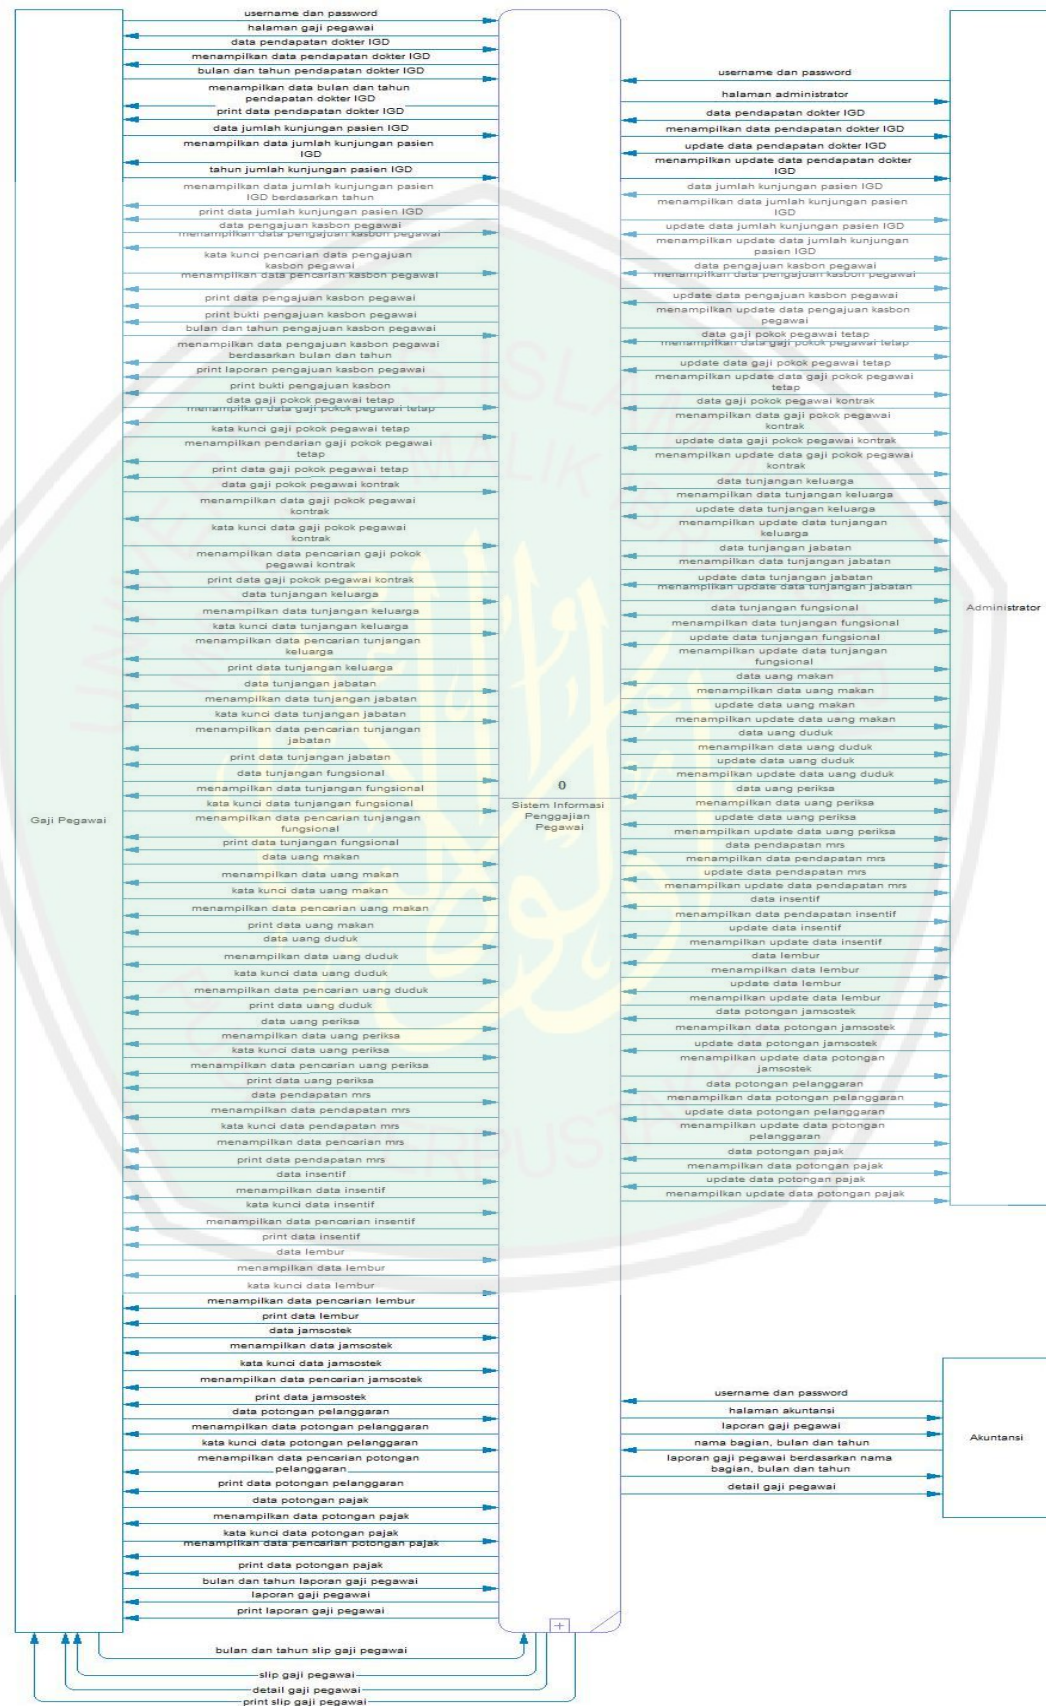 username dan password
halaman gaji pegawai
data pendapatan dokter IGD
menampilkan data pendapatan dokter IGD
bulan dan tahun pendapatan dokter IGD
menampilkan data bulan dan tahun
pendapatan dokter IGD
print data pendapatan dokter IGD
data jumlah kunjungan pasien IGD
menampilkan data jumlah kunjungan pasien
IGD
tahun jumlah kunjungan pasien IGD
menampilkan data jumlah kunjungan pasien
IGD berdasarkan tahun
print data jumlah kunjungan pasien IGD
data pengajuan kasbon pegawai
menampilkan data pengajuan kasbon pegawai
kata kunci pencarian data pengajuan
kasbon pegawai
menampilkan data pencarian kasbon pegawai
print data pengajuan kasbon pegawai
print bukti pengajuan kasbon pegawai
bulan dan tahun pengajuan kasbon pegawai
menampilkan data pengajuan kasbon pegawai
berdasarkan bulan dan tahun
print laporan pengajuan kasbon pegawai
print bukti pengajuan kasbon
data gaji pokok pegawai tetap
menampilkan data gaji pokok pegawai tetap
kata kunci gaji pokok pegawai tetap
menampilkan pendarian gaji pokok pegawai
tetap
print data gaji pokok pegawai tetap
data gaji pokok pegawai kontrak
menampilkan data gaji pokok pegawai
kontrak
kata kunci data gaji pokok pegawai
kontrak
menampilkan data pencarian gaji pokok
pegawai kontrak
print data gaji pokok pegawai kontrak
data tunjangan keluarga
menampilkan data tunjangan keluarga
kata kunci data tunjangan keluarga
menampilkan data pencarian tunjangan
keluarga
print data tunjangan keluarga
data tunjangan jabatan
menampilkan data tunjangan jabatan
kata kunci data tunjangan jabatan
menampilkan data pencarian tunjangan
jabatan
print data tunjangan jabatan
data tunjangan fungsional
menampilkan data tunjangan fungsional
kata kunci data tunjangan fungsional
menampilkan data pencarian tunjangan
fungsional
print data tunjangan fungsional
data uang makan
menampilkan data uang makan
kata kunci data uang makan
menampilkan data pencarian uang makan
print data uang makan
data uang duduk
menampilkan data uang duduk
kata kunci data uang duduk
menampilkan data pencarian uang duduk
print data uang duduk
data uang periksa
menampilkan data uang periksa
kata kunci data uang periksa
menampilkan data pencarian uang periksa
print data uang periksa
data pendapatan mrs
menampilkan data pendapatan mrs
kata kunci data pendapatan mrs
menampilkan data pencarian mrs
print data pendapatan mrs
data insentif
menampilkan data insentif
kata kunci data insentif
menampilkan data pencarian insentif
print data insentif
data lembur
menampilkan data lembur
kata kunci data lembur
menampilkan data pencarian lembur
print data lembur
data jamsostek
menampilkan data jamsostek
kata kunci data jamsostek
menampilkan data pencarian jamsostek
print data jamsostek
data potongan pelanggaran
menampilkan data potongan pelanggaran
kata kunci data potongan pelanggaran
menampilkan data pencarian potongan
pelanggaran
print data potongan pelanggaran
data potongan pajak
menampilkan data potongan pajak
kata kunci data potongan pajak
menampilkan data pencarian potongan pajak
print data potongan pajak
bulan dan tahun laporan gaji pegawai
laporan gaji pegawai
print laporan gaji pegawai
bulan dan tahun slip gaji pegawai
slip gaji pegawai
detail gaji pegawai
print slip gaji pegawai
Gaji Pegawai
0
Sistem Informasi
Penggajian
Pegawai
username dan password
halaman administrator
data pendapatan dokter IGD
menampilkan data pendapatan dokter IGD
update data pendapatan dokter IGD
menampilkan update data pendapatan dokter
IGD
data jumlah kunjungan pasien IGD
menampilkan data jumlah kunjungan pasien
IGD
update data jumlah kunjungan pasien IGD
menampilkan update data jumlah kunjungan
pasien IGD
data pengajuan kasbon pegawai
menampilkan data pengajuan kasbon pegawai
update data pengajuan kasbon pegawai
menampilkan update data pengajuan kasbon
pegawai
data gaji pokok pegawai tetap
menampilkan data gaji pokok pegawai tetap
update data gaji pokok pegawai tetap
menampilkan update data gaji pokok pegawai
tetap
data gaji pokok pegawai kontrak
menampilkan data gaji pokok pegawai
kontrak
update data gaji pokok pegawai kontrak
menampilkan update data gaji pokok pegawai
kontrak
data tunjangan keluarga
menampilkan data tunjangan keluarga
update data tunjangan keluarga
menampilkan update data tunjangan
keluarga
data tunjangan jabatan
menampilkan data tunjangan jabatan
update data tunjangan jabatan
menampilkan update data tunjangan jabatan
data tunjangan fungsional
menampilkan data tunjangan fungsional
update data tunjangan fungsional
menampilkan update data tunjangan
fungsional
data uang makan
menampilkan data uang makan
update data uang makan
menampilkan update data uang makan
data uang duduk
menampilkan data uang duduk
update data uang duduk
menampilkan update data uang duduk
data uang periksa
menampilkan data uang periksa
update data uang periksa
menampilkan update data uang periksa
data pendapatan mrs
menampilkan data pendapatan mrs
update data pendapatan mrs
menampilkan update data pendapatan mrs
data insentif
menampilkan data pendapatan insentif
update data insentif
menampilkan update data insentif
data lembur
menampilkan data lembur
update data lembur
menampilkan update data lembur
data potongan jamsostek
menampilkan data potongan jamsostek
update data potongan jamsostek
menampilkan update data potongan
jamsostek
data potongan pelanggaran
menampilkan data potongan pelanggaran
update data potongan pelanggaran
menampilkan update data potongan
pelanggaran
data potongan pajak
menampilkan data potongan pajak
update data potongan pajak
menampilkan update data potongan pajak
Administrator
username dan password
halaman akuntansi
laporan gaji pegawai
nama bagian, bulan dan tahun
laporan gaji pegawai berdasarkan nama
bagian, bulan dan tahun
detail gaji pegawai
Akuntansi